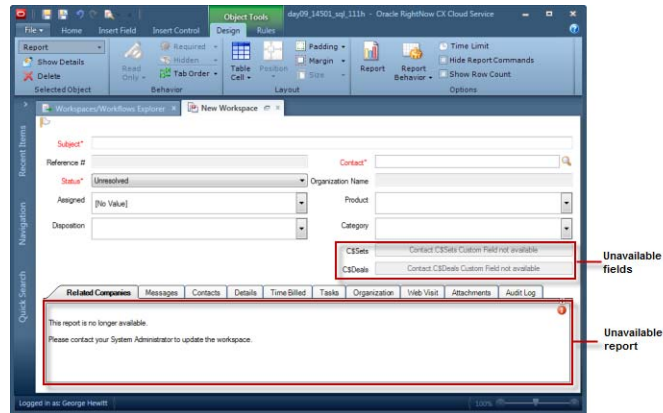 Object Tools
day09_14501_sql_111h - Oracle RightNow CX Cloud Service
File Home Insert Field Insert Control Design Rules
Report Required Padding Time Limit
Show Details Hidden Margin Hide Report Commands
Delete Read Only Tab Order Table Cell Position Size Report Report Behavior Show Row Count
Selected Object Behavior Layout Options
Workspaces/Workflows Explorer New Workspace
Recent Items
Navigation
Quick Search
Subject*
Reference # Contact*
Status* Unresolved Organization Name
Assigned [No Value] Product
Disposition Category
C$Sets Contact.C$Sets Custom Field not available
C$Deals Contact.C$Deals Custom Field not available
Unavailable
fields
Related Companies Messages Contacts Details Time Billed Tasks Organization Web Visit Attachments Audit Log
This report is no longer available.
Please contact your System Administrator to update the workspace.
Unavailable
report
Logged in as: George Hewitt 100%